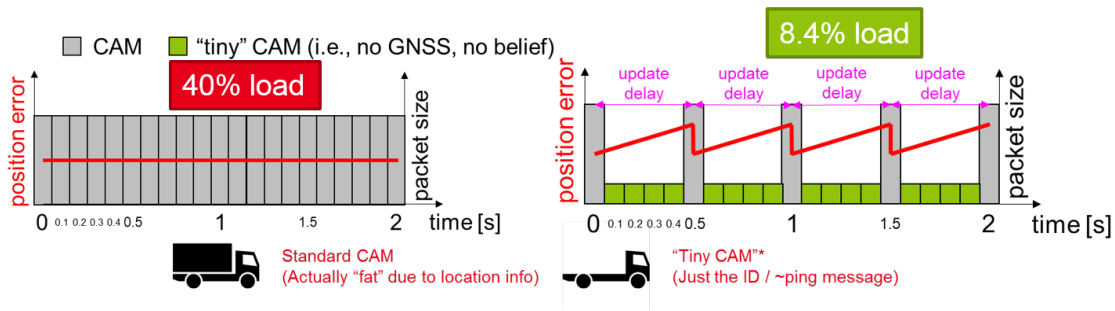 CAM
“tiny” CAM (i.e., no GNSS, no belief)
40% load
position error
packet size
0 0.1 0.2 0.3 0.4 0.5 1 1.5 2 time [s]
Standard CAM
(Actually “fat” due to location info)
8.4% load
update delay
update delay
update delay
update delay
position error
packet size
0 0.1 0.2 0.3 0.4 0.5 1 1.5 2 time [s]
“Tiny CAM”*
(Just the ID / ~ping message)